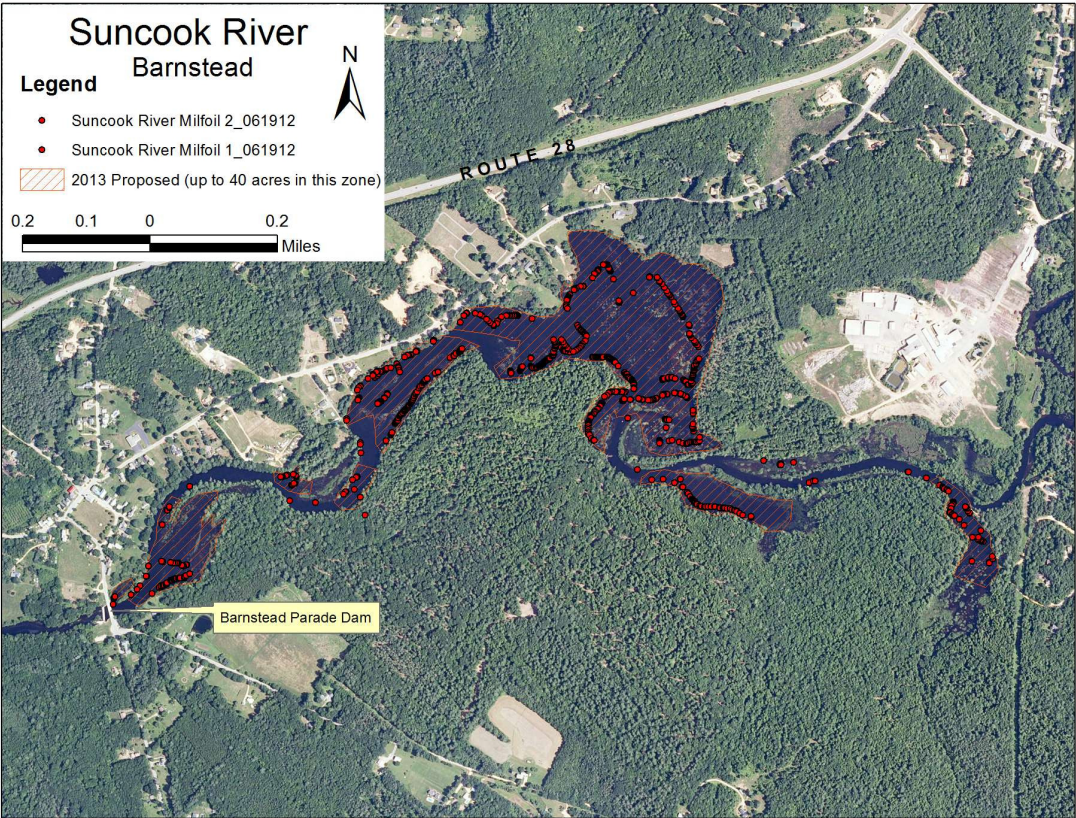 Suncook River
Barnstead
N
Legend
Suncook River Milfoil 2_061912
Suncook River Milfoil 1_061912
2013 Proposed (up to 40 acres in this zone)
0.2 0.1 0 0.2
Miles
ROUTE 28
Barnstead Parade Dam